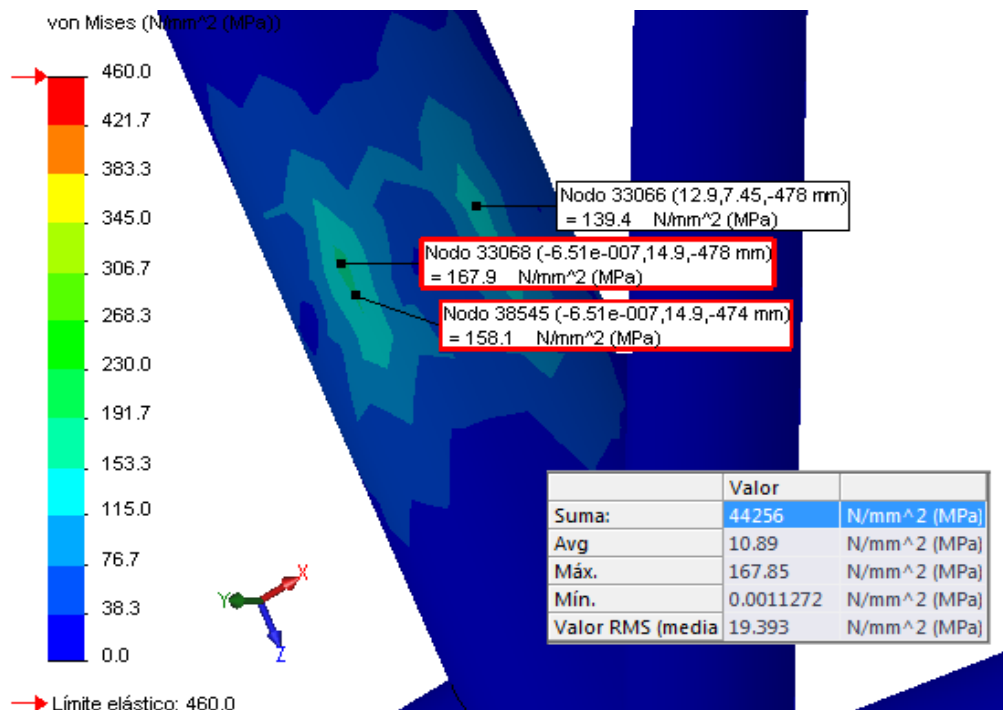 von Mises (N/mm^2 (MPa))
460.0
421.7
383.3
345.0
306.7
268.3
230.0
191.7
153.3
115.0
76.7
38.3
0.0
Límite elástico: 460.0
Nodo 33066 (12.9,7.45,-478 mm)
= 139.4 N/mm^2 (MPa)
Nodo 33068 (-6.51e-007,14.9,-478 mm)
= 167.9 N/mm^2 (MPa)
Nodo 38545 (-6.51e-007,14.9,-474 mm)
= 158.1 N/mm^2 (MPa)
X
Y
Z
Valor
Suma: 44256 N/mm^2 (MPa)
Avg 10.89 N/mm^2 (MPa)
Máx. 167.85 N/mm^2 (MPa)
Mín. 0.0011272 N/mm^2 (MPa)
Valor RMS (media 19.393 N/mm^2 (MPa)